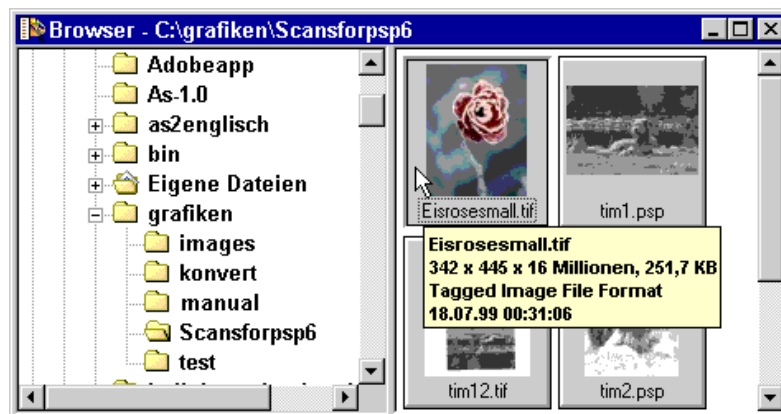 Browser - C:\grafiken\Scansforpsp6
Adobeapp
As-1.0
as2englisch
bin
Eigene Dateien
grafiken
images
konvert
manual
Scansforpsp6
test
Eisrosesmall.tif
tim1.psp
Eisrosesmall.tif
342 x 445 x 16 Millionen, 251,7 KB
Tagged Image File Format
18.07.99 00:31:06
tim12.tif
tim2.psp